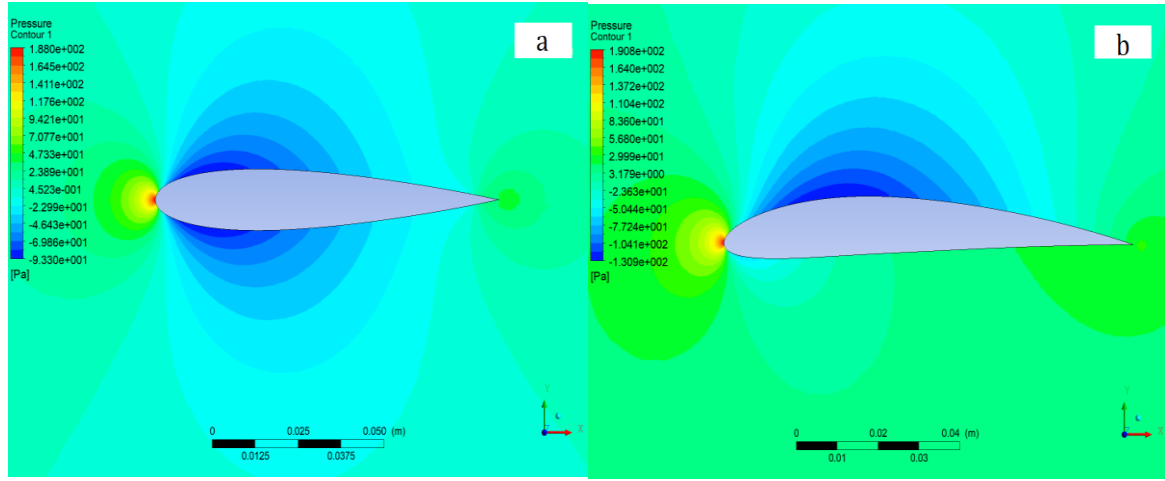 Pressure
Contour 1
1.880e+002
1.645e+002
1.411e+002
1.176e+002
9.421e+001
7.077e+001
4.733e+001
2.389e+001
4.523e-001
-2.299e+001
-4.643e+001
-6.986e+001
-9.330e+001
[Pa]
a
0 0.025 0.050 (m)
0.0125 0.0375
Y
Z
X
Pressure
Contour 1
1.908e+002
1.640e+002
1.372e+002
1.104e+002
8.360e+001
5.680e+001
2.999e+001
3.179e+000
-2.363e+001
-5.044e+001
-7.724e+001
-1.041e+002
-1.309e+002
[Pa]
b
0 0.02 0.04 (m)
0.01 0.03
Y
Z
X